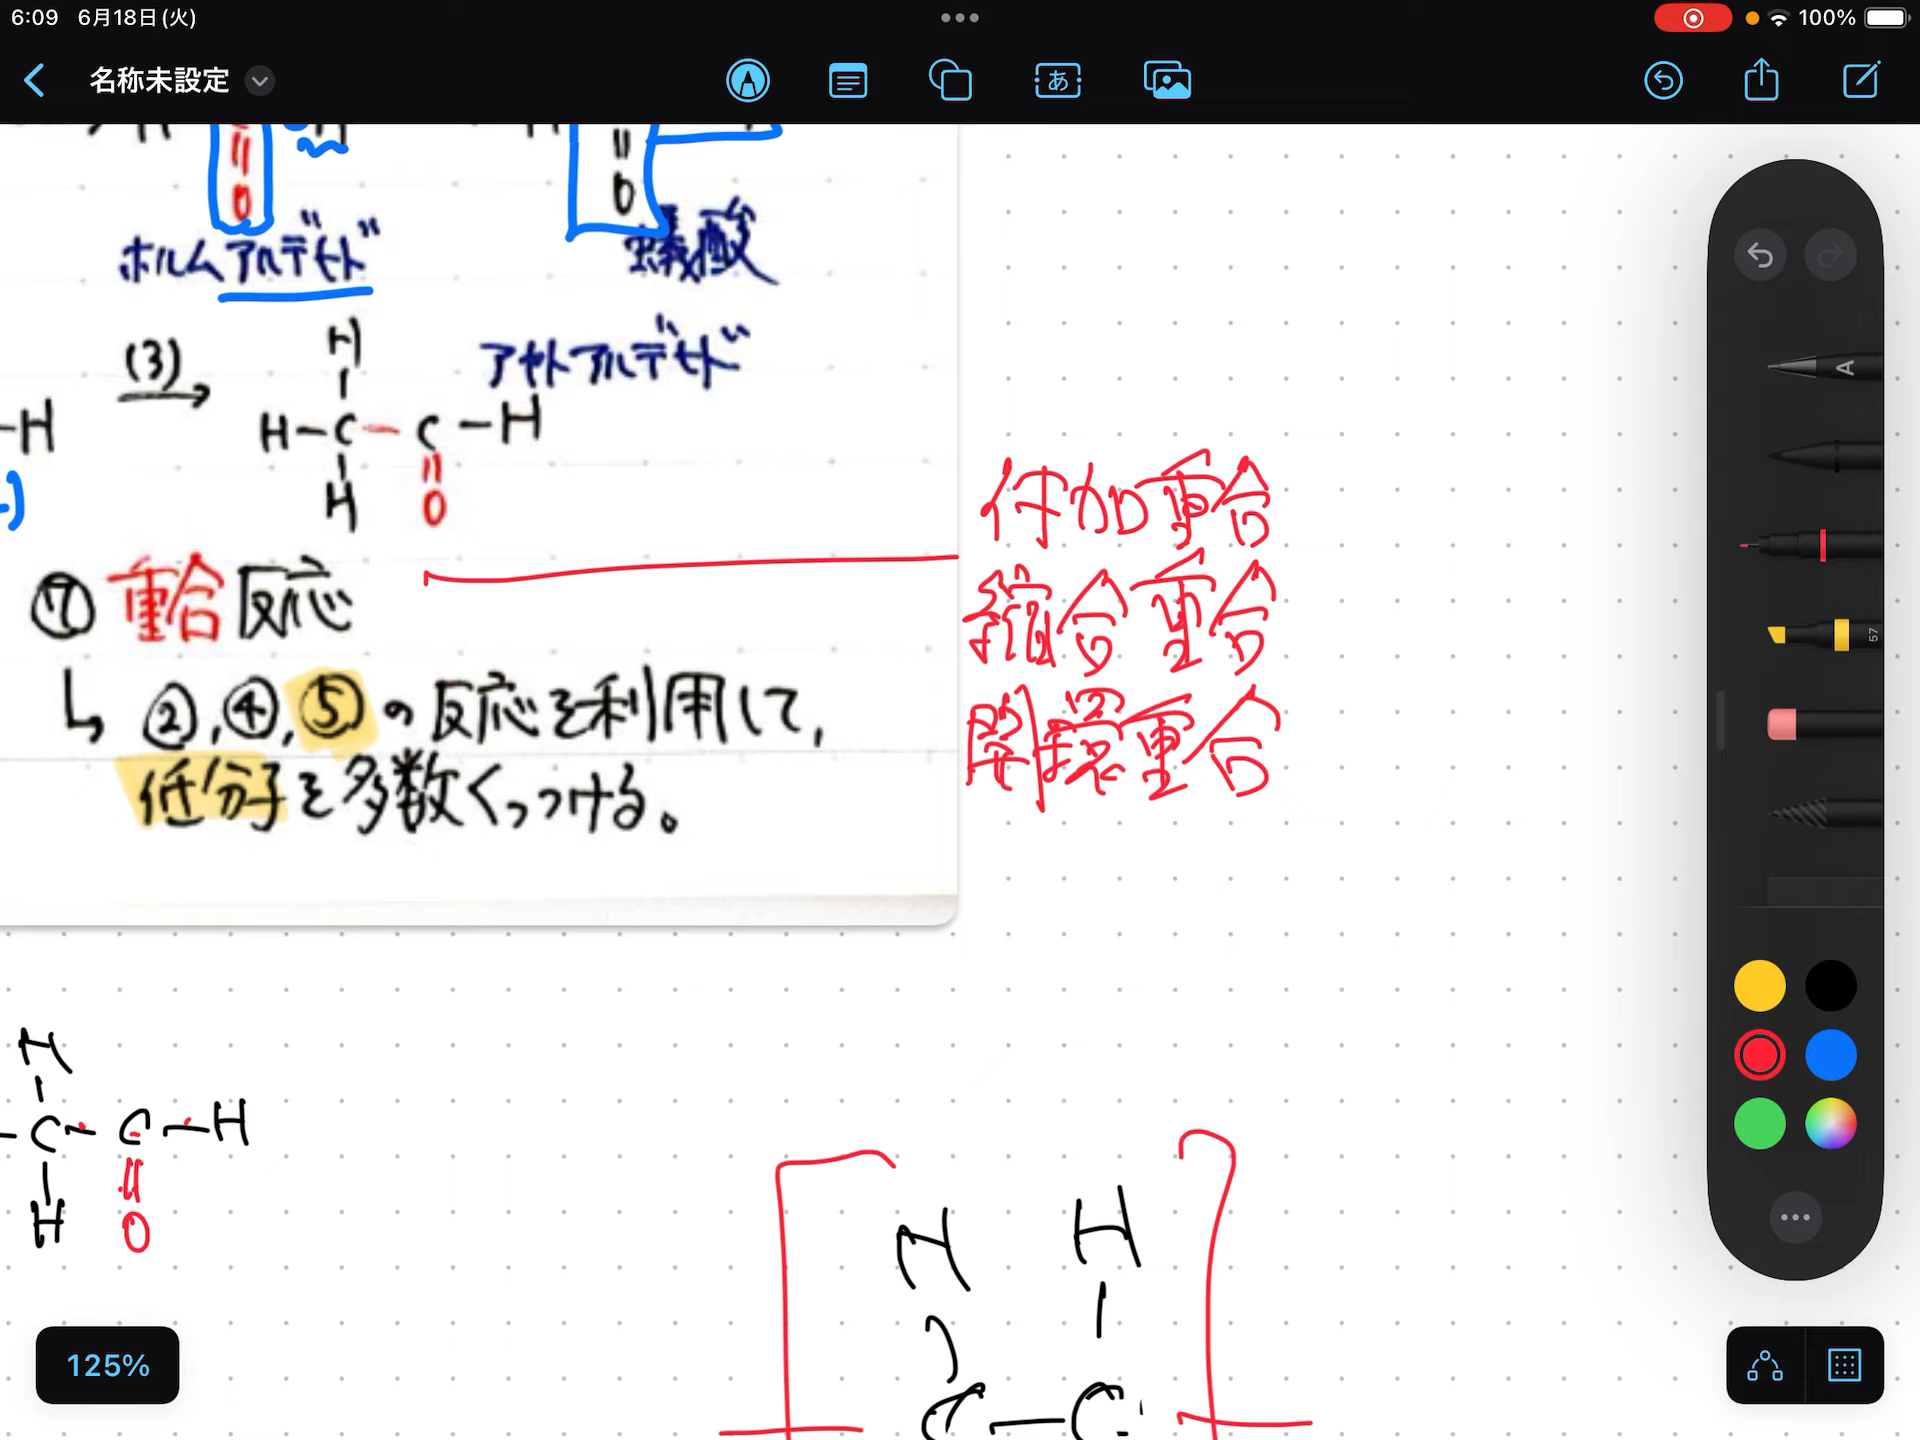 6:09 6月18日(火)
100%
名称未設定
あ
H
O
ホルムアルデヒド
O
蟻酸
(3)
H
アセトアルデヒド
-H
H-C-C-H
H
O
付加重合
縮合重合
開環重合
⑦ 重合反応
↳ ②,④,⑤の反応を利用して,
低分子を多数くっつける。
A
57
H
C-C-H
H
O
H H
C-C
125%